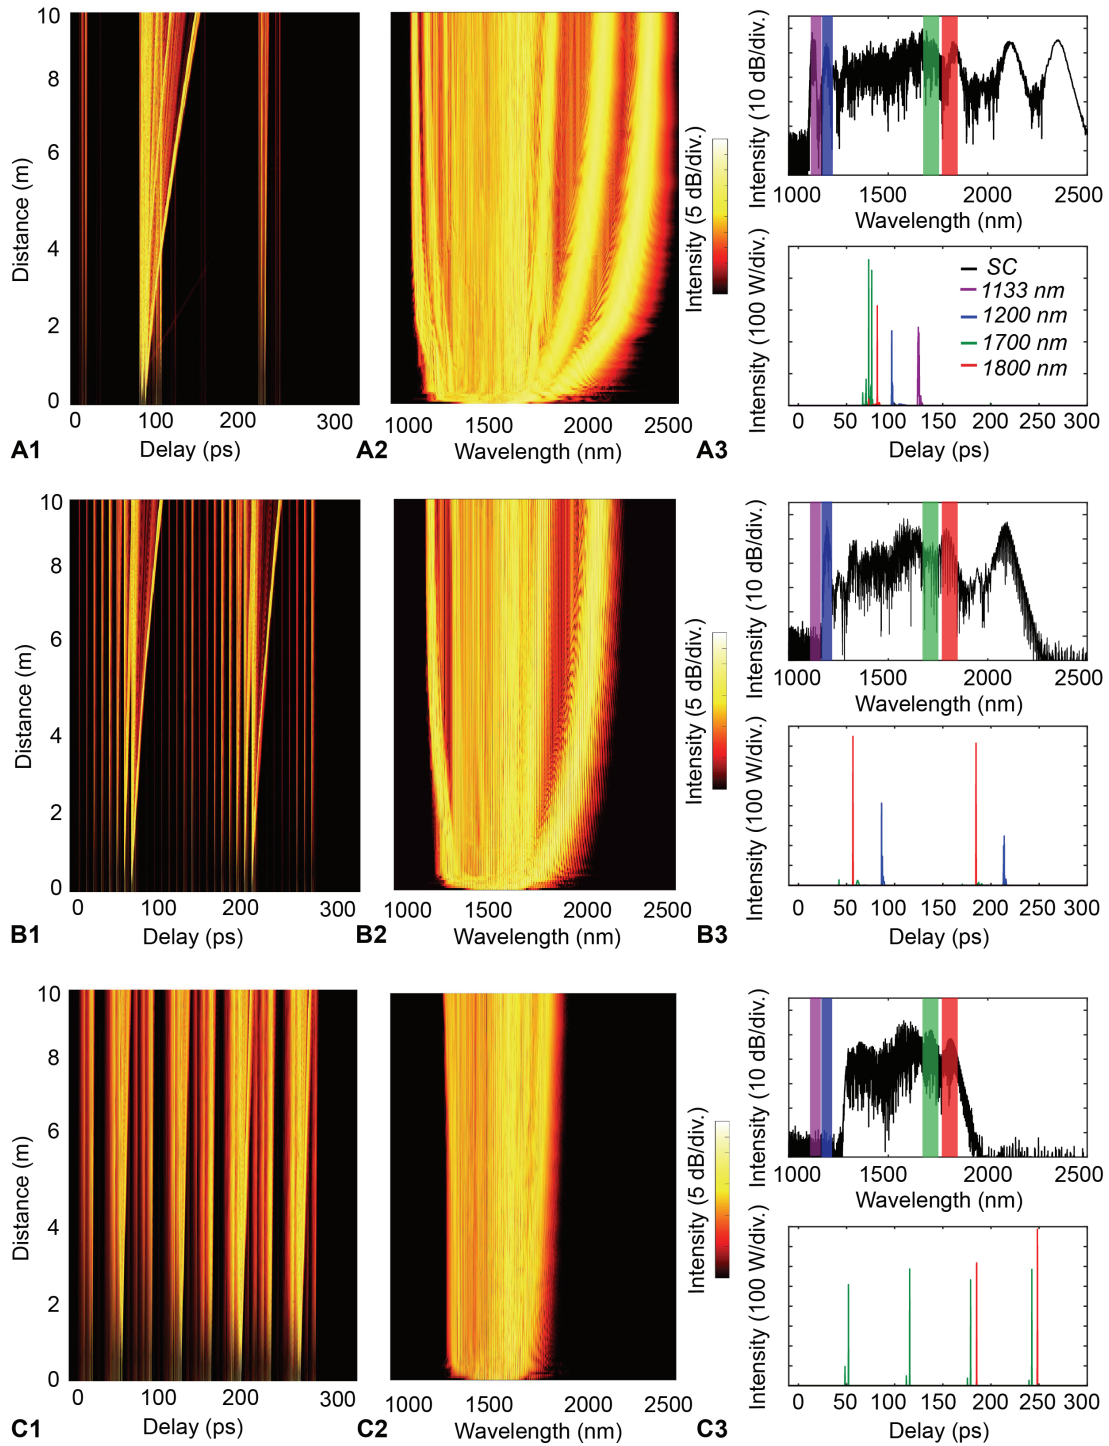 10
8
6
4
2
0
Distance (m)
0
100
200
300
Delay (ps)
A1
1000
1500
2000
2500
Wavelength (nm)
A2
Intensity (5 dB/div.)
Intensity (10 dB/div.)
1000
1500
2000
2500
Wavelength (nm)
Intensity (100 W/div.)
SC
1133 nm
1200 nm
1700 nm
1800 nm
0
50
100
150
200
250
300
Delay (ps)
A3
10
8
6
4
2
0
Distance (m)
0
100
200
300
Delay (ps)
B1
1000
1500
2000
2500
Wavelength (nm)
B2
Intensity (5 dB/div.)
Intensity (10 dB/div.)
1000
1500
2000
2500
Wavelength (nm)
Intensity (100 W/div.)
0
50
100
150
200
250
300
Delay (ps)
B3
10
8
6
4
2
0
Distance (m)
0
100
200
300
Delay (ps)
C1
1000
1500
2000
2500
Wavelength (nm)
C2
Intensity (5 dB/div.)
Intensity (10 dB/div.)
1000
1500
2000
2500
Wavelength (nm)
Intensity (100 W/div.)
0
50
100
150
200
250
300
Delay (ps)
C3